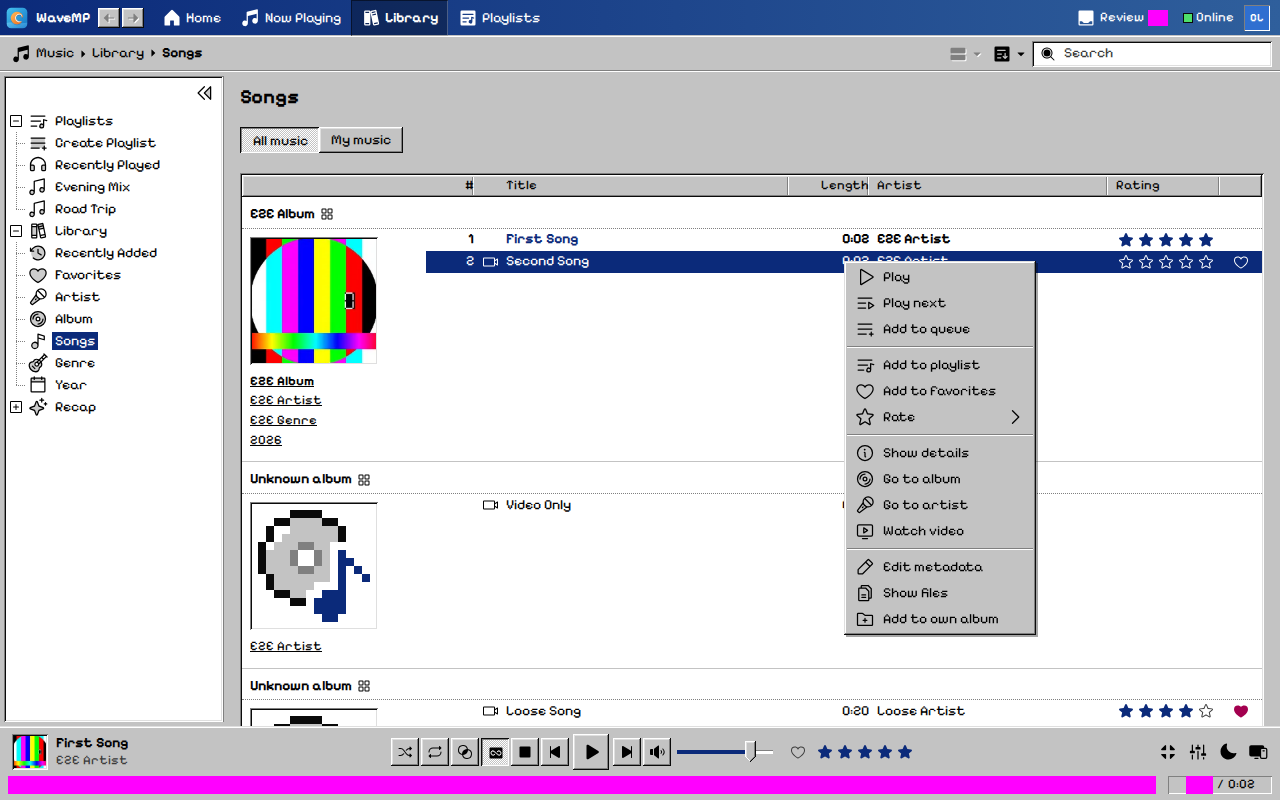 WaveMP
Home
Now Playing
Library
Playlists
Review
Online
OL
Music
Library
Songs
Search
Playlists
Create Playlist
Recently Played
Evening Mix
Road Trip
Library
Recently Added
Favorites
Artist
Album
Songs
Genre
Year
Recap
Songs
All music
My music
# Title Length Artist Rating
E2E Album
1 First Song 0:02 E2E Artist
2 Second Song 0:02 E2E Artist
E2E Album
E2E Artist
E2E Genre
2026
Unknown album
Video Only
E2E Artist
Unknown album
Loose Song 0:20 Loose Artist
Play
Play next
Add to queue
Add to playlist
Add to favorites
Rate
Show details
Go to album
Go to artist
Watch video
Edit metadata
Show files
Add to own album
First Song
E2E Artist
/ 0:02